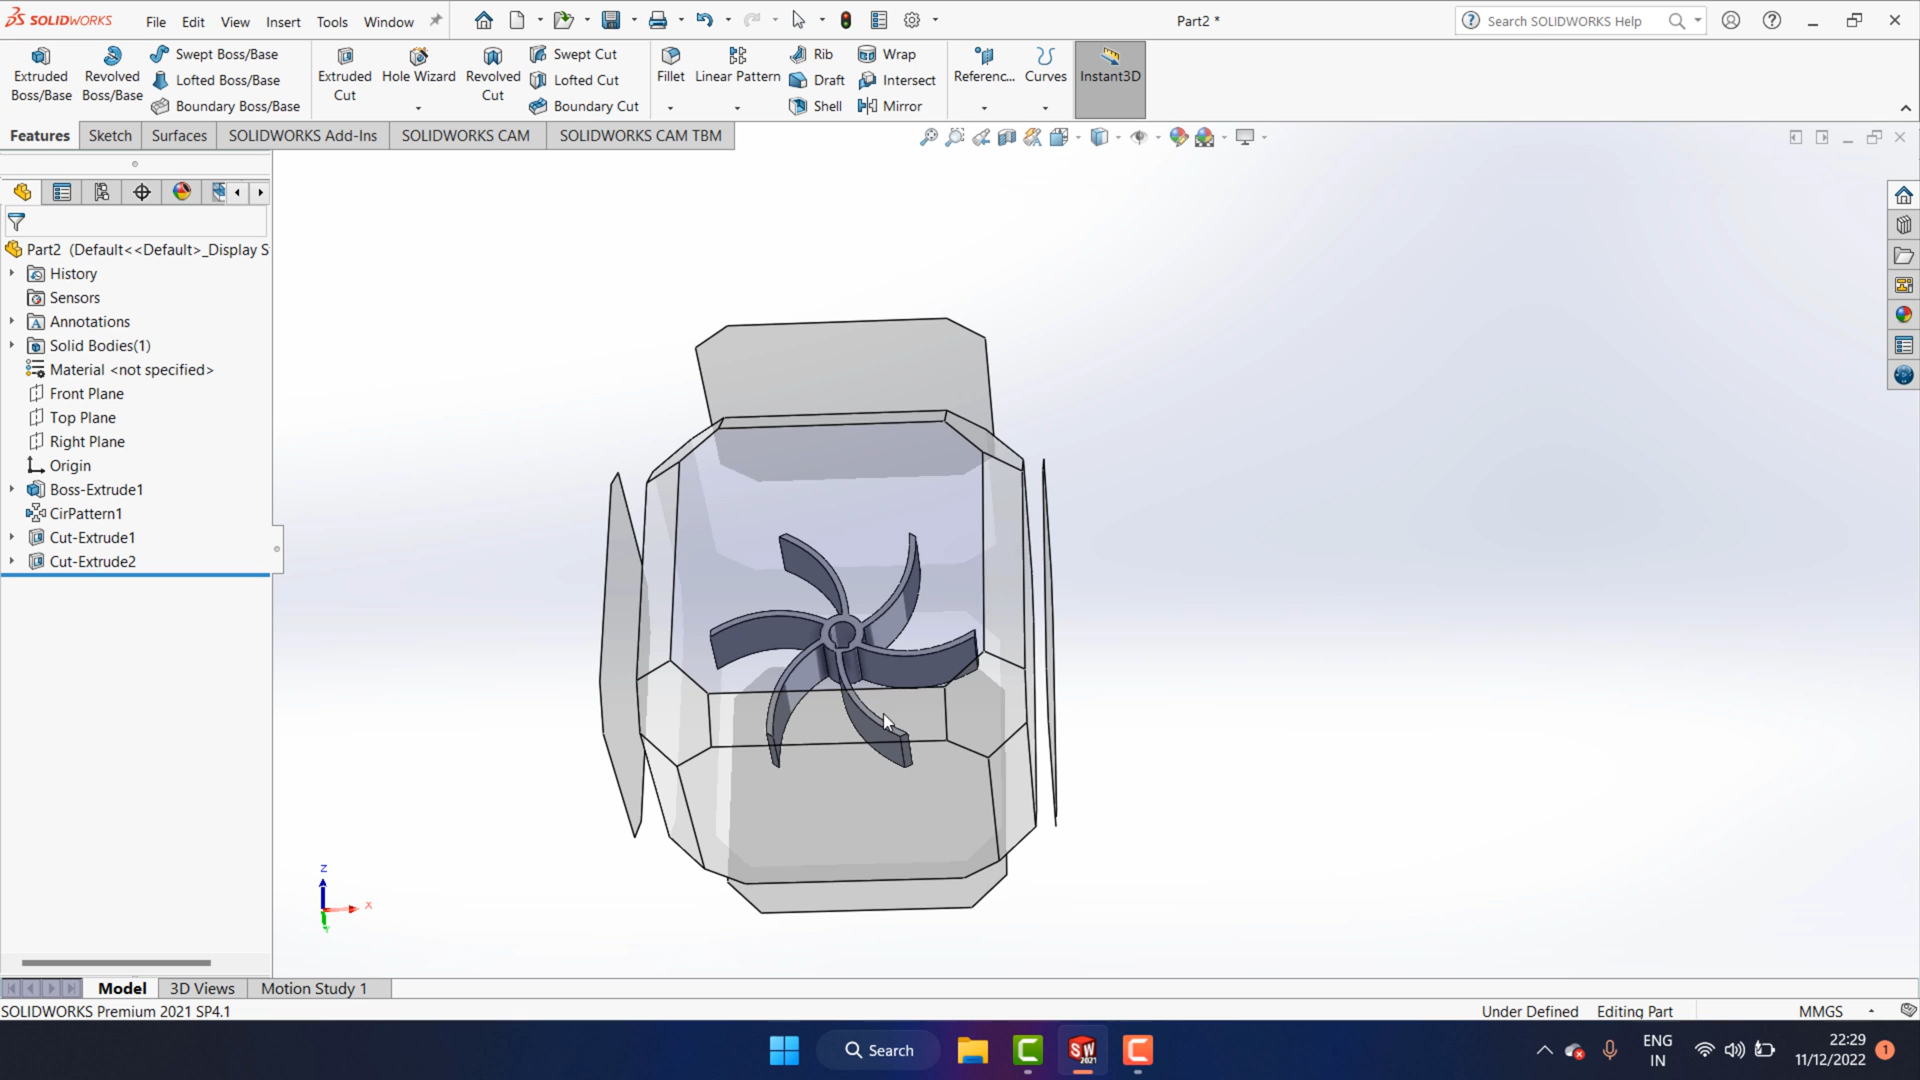 SOLIDWORKS File Edit View Insert Tools Window Part2 * Search SOLIDWORKS Help
Extruded Boss/Base
Revolved Boss/Base
Swept Boss/Base
Lofted Boss/Base
Boundary Boss/Base
Extruded Cut
Hole Wizard
Revolved Cut
Swept Cut
Lofted Cut
Boundary Cut
Fillet
Linear Pattern
Rib
Draft
Shell
Wrap
Intersect
Mirror
Referenc...
Curves
Instant3D
Features Sketch Surfaces SOLIDWORKS Add-Ins SOLIDWORKS CAM SOLIDWORKS CAM TBM
Part2 (Default<<Default>_Display S
History
Sensors
Annotations
Solid Bodies(1)
Material <not specified>
Front Plane
Top Plane
Right Plane
Origin
Boss-Extrude1
CirPattern1
Cut-Extrude1
Cut-Extrude2
Z
X
Y
Model 3D Views Motion Study 1
SOLIDWORKS Premium 2021 SP4.1 Under Defined Editing Part MMGS
Search
SW 2021
ENG
IN
22:29
11/12/2022
1